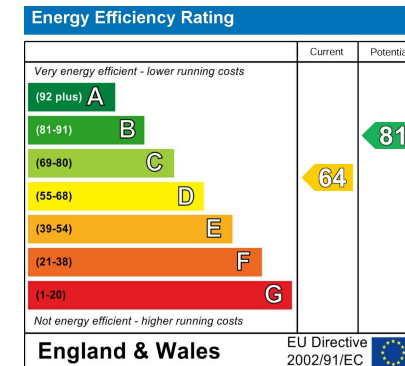 Energy Efficiency Rating
Current
Potentia
Very energy efficient - lower running costs
(92 plus) A
(81-91) B
(69-80) C
(55-68) D
(39-54) E
(21-38) F
(1-20) G
64
81
Not energy efficient - higher running costs
England & Wales
EU Directive
2002/91/EC